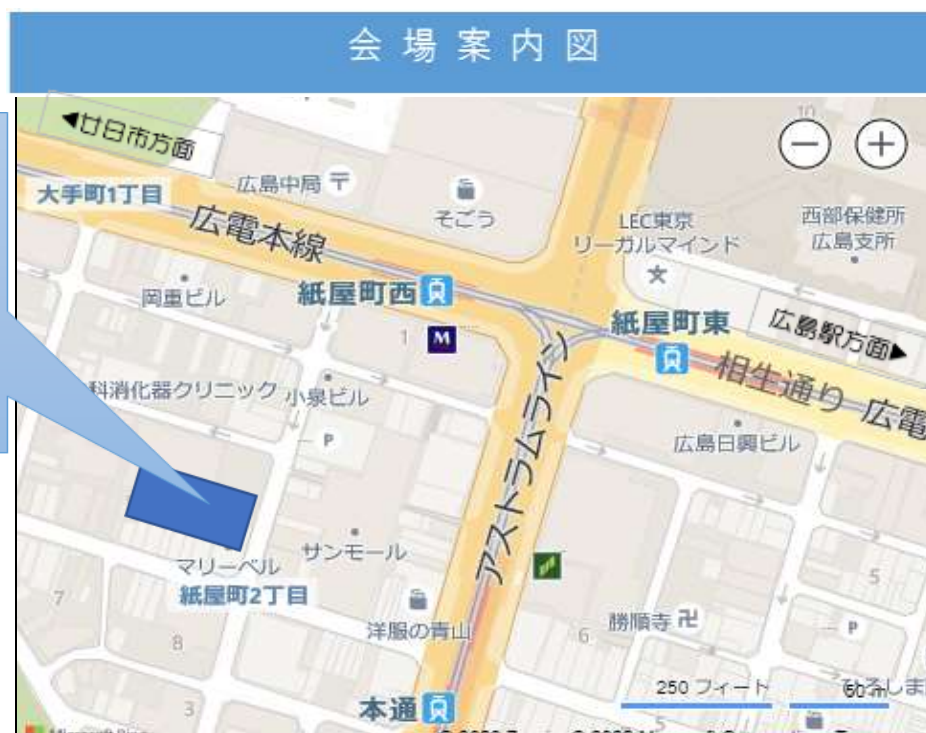 会場案内図
◀廿日市方面
10
大手町1丁目
広島中局
そごう
LEC東京
リーガルマインド
西部保健所
広島支所
広電本線
岡重ビル
紙屋町西
紙屋町東
広島駅方面▶
1
M
相生通り
広電
科消化器クリニック
小泉ビル
P
アストラムライン
広島日興ビル
マリーベル
サンモール
紙屋町2丁目
洋服の青山
7
8
6
5
勝順寺
P
3
本通
250 フィート
60 m
5